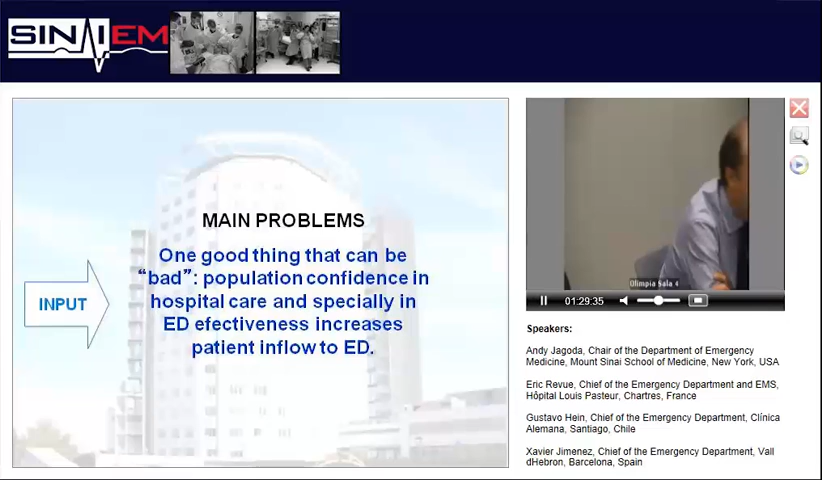 SINIEM
MAIN PROBLEMS
One good thing that can be
“bad”: population confidence in
hospital care and specially in
ED efectiveness increases
patient inflow to ED.
INPUT
Olimpia Sala 4
01:29:35
Speakers:
Andy Jagoda, Chair of the Department of Emergency
Medicine, Mount Sinai School of Medicine, New York, USA
Eric Revue, Chief of the Emergency Department and EMS,
Hôpital Louis Pasteur, Chartres, France
Gustavo Hein, Chief of the Emergency Department, Clínica
Alemana, Santiago, Chile
Xavier Jimenez, Chief of the Emergency Department, Vall
dHebron, Barcelona, Spain